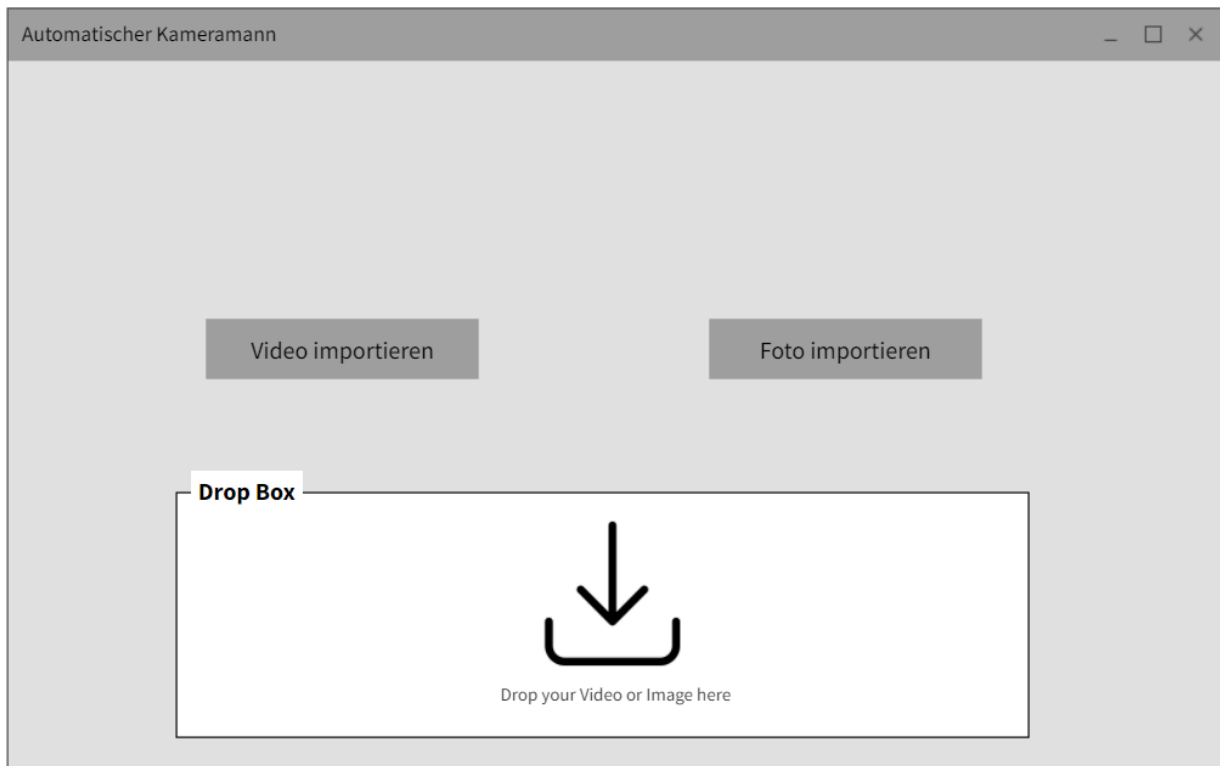 Automatischer Kameramann
Video importieren
Foto importieren
Drop Box
Drop your Video or Image here